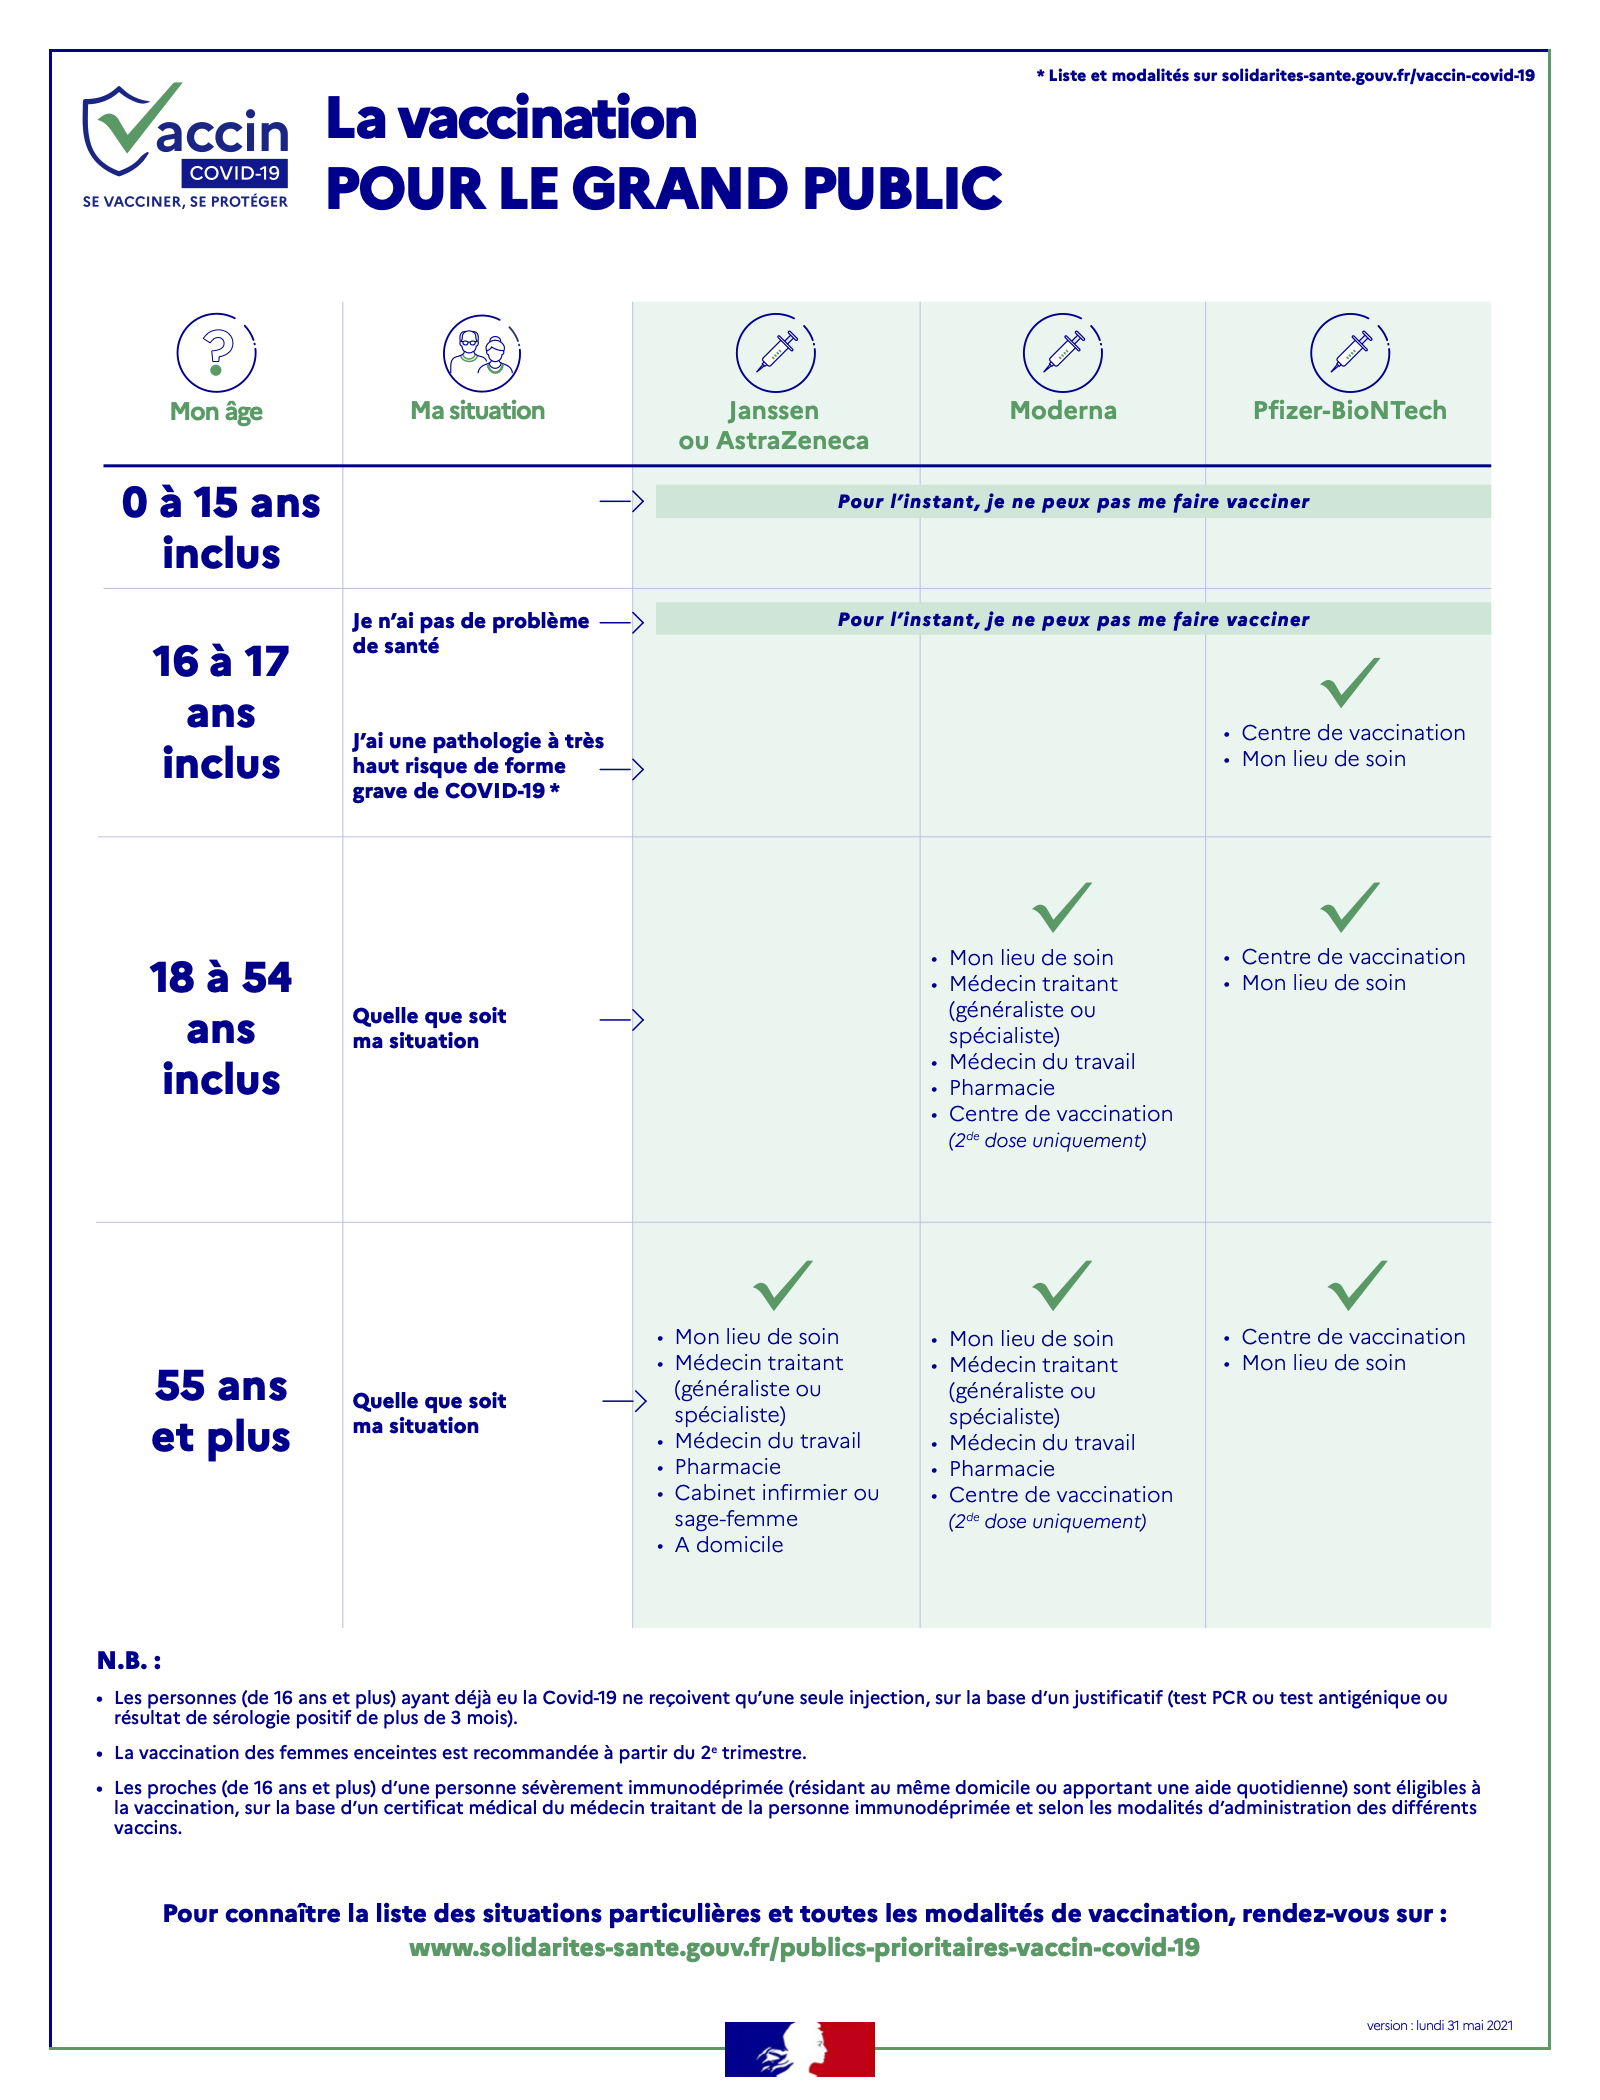 * Liste et modalités sur solidarites-sante.gouv.fr/vaccin-covid-19
Vaccin
COVID-19
SE VACCINER, SE PROTÉGER
La vaccination
POUR LE GRAND PUBLIC
Mon âge
Ma situation
Janssen
ou AstraZeneca
Moderna
Pfizer-BioNTech
0 à 15 ans
inclus
Pour l’instant, je ne peux pas me faire vacciner
16 à 17
ans
inclus
Je n’ai pas de problème
de santé
Pour l’instant, je ne peux pas me faire vacciner
J’ai une pathologie à très
haut risque de forme
grave de COVID-19 *
• Centre de vaccination
• Mon lieu de soin
18 à 54
ans
inclus
Quelle que soit
ma situation
• Mon lieu de soin
• Médecin traitant
(généraliste ou
spécialiste)
• Médecin du travail
• Pharmacie
• Centre de vaccination
(2de dose uniquement)
• Centre de vaccination
• Mon lieu de soin
55 ans
et plus
Quelle que soit
ma situation
• Mon lieu de soin
• Médecin traitant
(généraliste ou
spécialiste)
• Médecin du travail
• Pharmacie
• Cabinet infirmier ou
sage-femme
• A domicile
• Mon lieu de soin
• Médecin traitant
(généraliste ou
spécialiste)
• Médecin du travail
• Pharmacie
• Centre de vaccination
(2de dose uniquement)
• Centre de vaccination
• Mon lieu de soin
N.B. :
• Les personnes (de 16 ans et plus) ayant déjà eu la Covid-19 ne reçoivent qu’une seule injection, sur la base d’un justificatif (test PCR ou test antigénique ou
résultat de sérologie positif de plus de 3 mois).
• La vaccination des femmes enceintes est recommandée à partir du 2e trimestre.
• Les proches (de 16 ans et plus) d’une personne sévèrement immunodéprimée (résidant au même domicile ou apportant une aide quotidienne) sont éligibles à
la vaccination, sur la base d’un certificat médical du médecin traitant de la personne immunodéprimée et selon les modalités d’administration des différents
vaccins.
Pour connaître la liste des situations particulières et toutes les modalités de vaccination, rendez-vous sur :
www.solidarites-sante.gouv.fr/publics-prioritaires-vaccin-covid-19
version : lundi 31 mai 2021